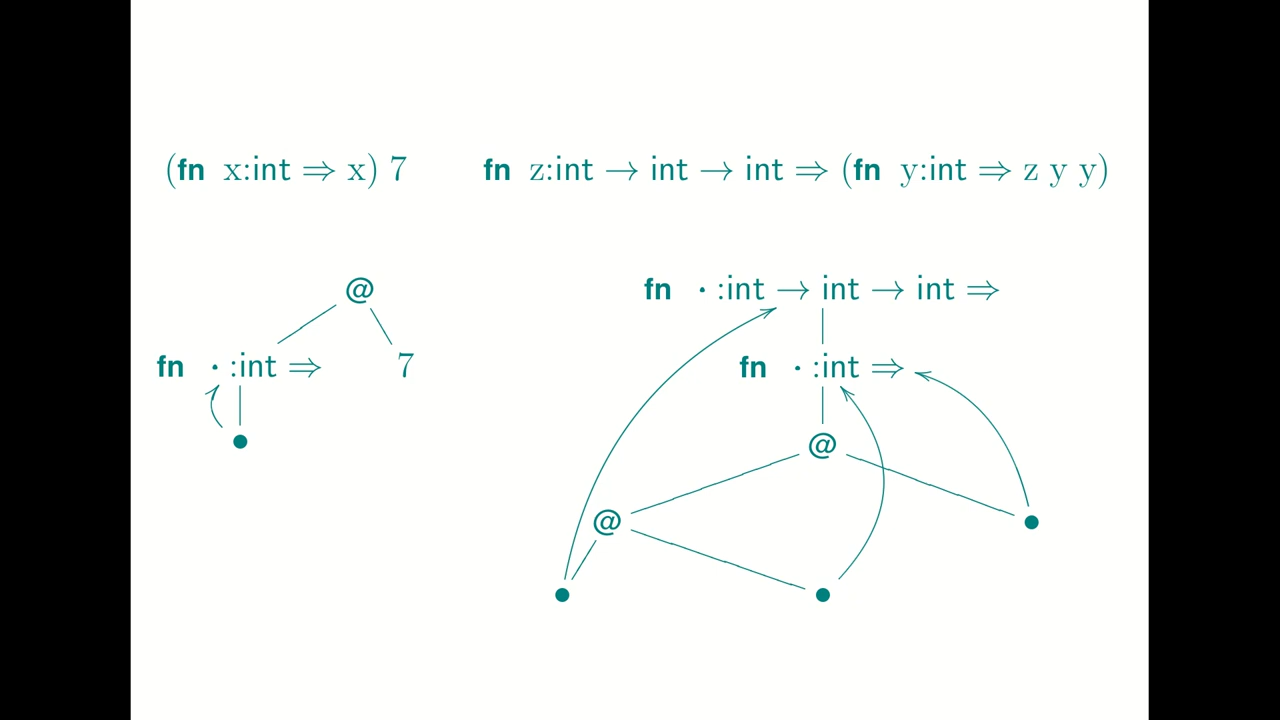 (fn x:int ⇒ x) 7    fn z:int → int → int ⇒ (fn y:int ⇒ z y y)
@    fn · :int → int → int ⇒
fn · :int ⇒    7    fn · :int ⇒
@
@